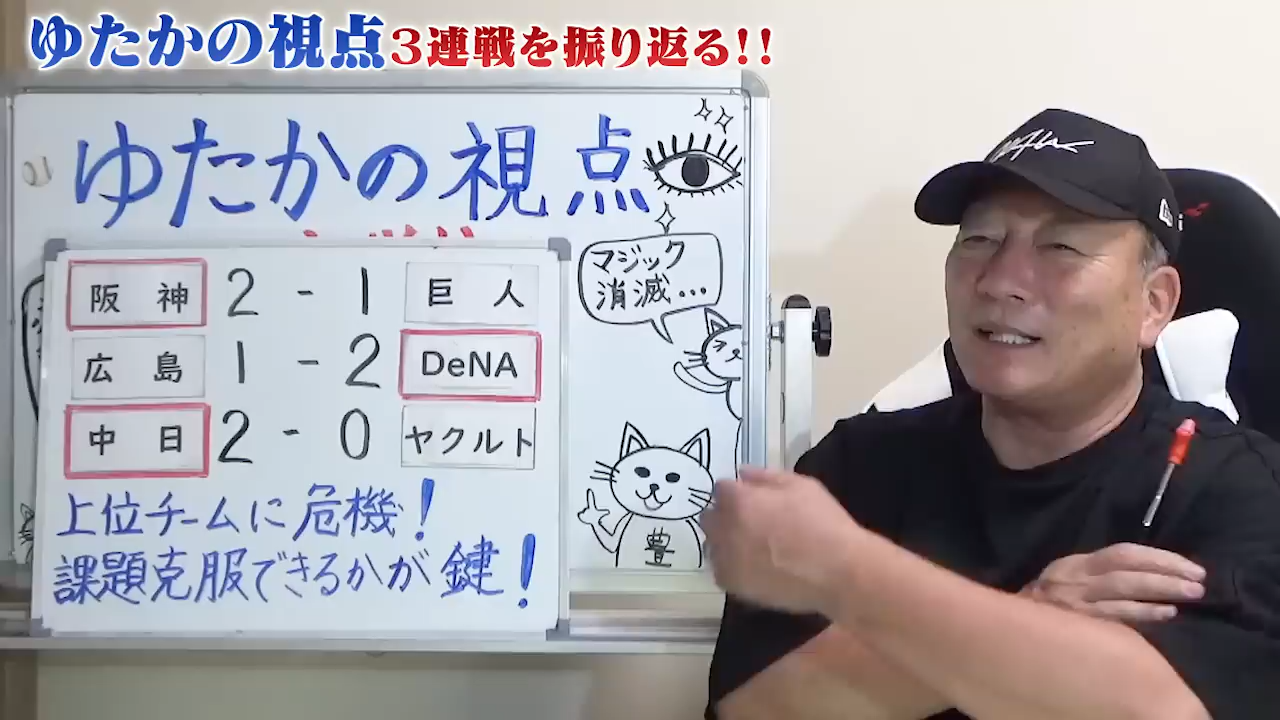 ゆたかの視点3連戦を振り返る!!
ゆたかの視点
マジック
消滅...
阪神 2 - 1 巨人
広島 1 - 2 DeNA
中日 2 - 0 ヤクルト
上位チームに危機!
課題克服できるかが鍵!
豊